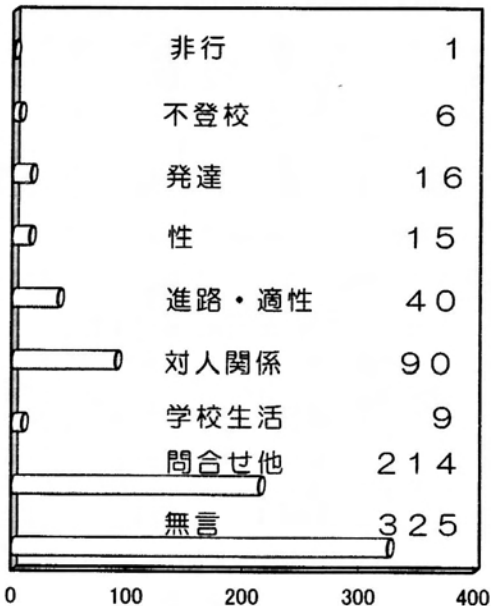 非行 1
不登校 6
発達 16
性 15
進路・適性 40
対人関係 90
学校生活 9
問合せ他 214
無言 325
0 100 200 300 400